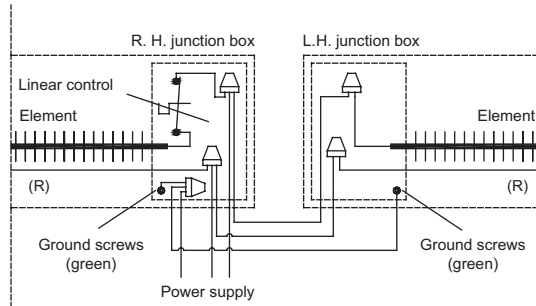 R. H. junction box
L.H. junction box
Linear control
Element
Element
(R)
(R)
Ground screws
(green)
Ground screws
(green)
Power supply